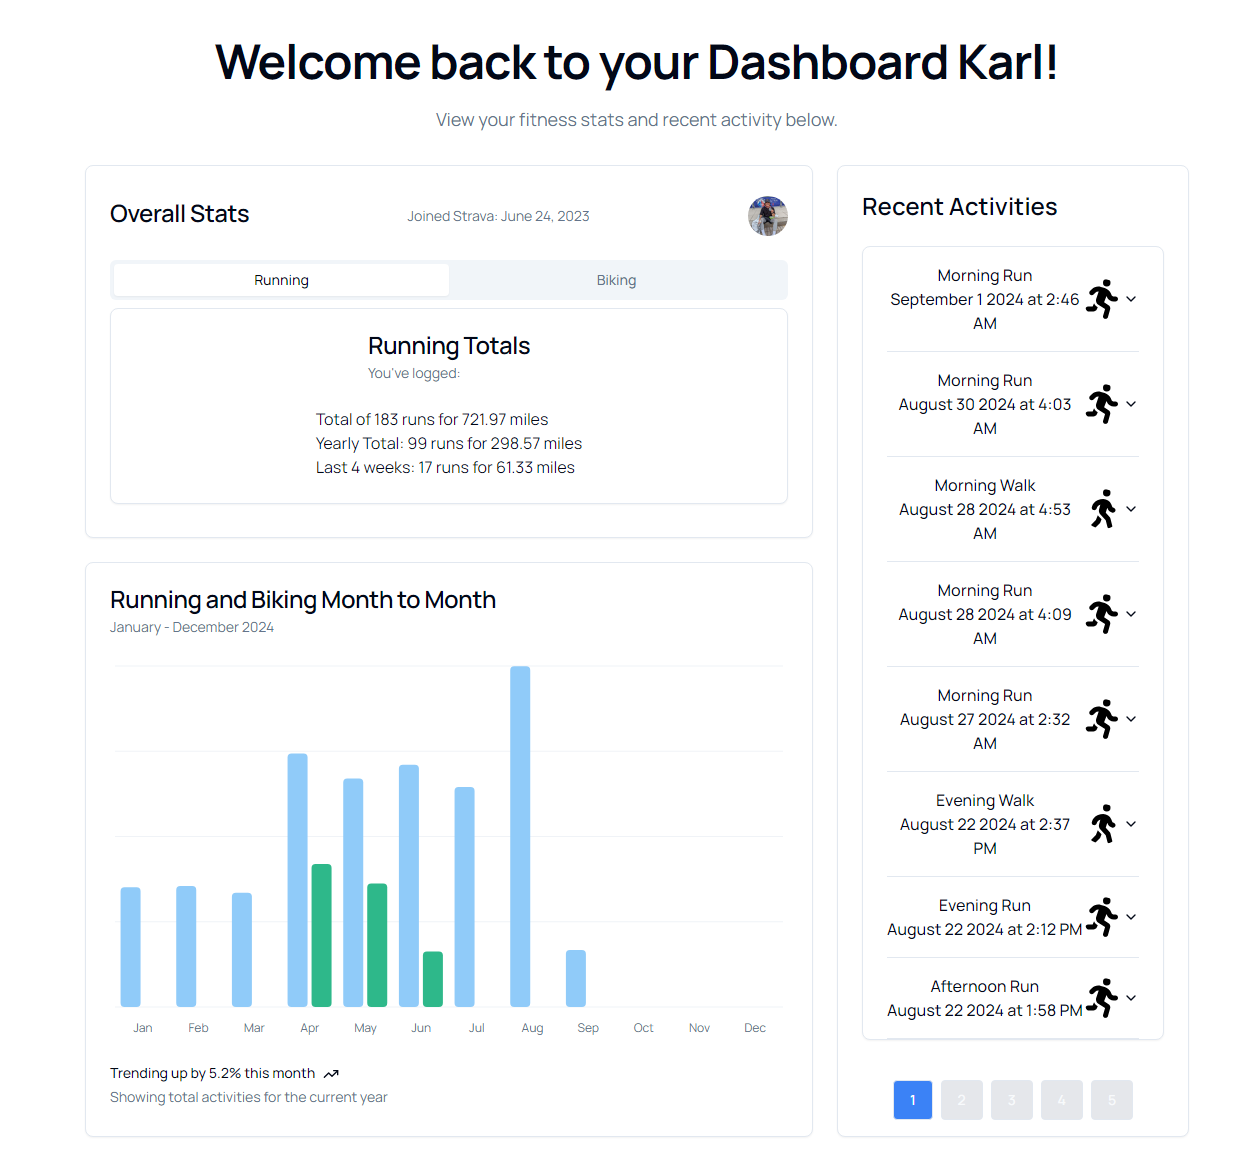 Welcome back to your Dashboard Karl!
View your fitness stats and recent activity below.
Overall Stats
Joined Strava: June 24, 2023
Running
Biking
Running Totals
You've logged:
Total of 183 runs for 721.97 miles
Yearly Total: 99 runs for 298.57 miles
Last 4 weeks: 17 runs for 61.33 miles
Running and Biking Month to Month
January - December 2024
Jan
Feb
Mar
Apr
May
Jun
Jul
Aug
Sep
Oct
Nov
Dec
Trending up by 5.2% this month
Showing total activities for the current year
Recent Activities
Morning Run
September 1 2024 at 2:46
AM
Morning Run
August 30 2024 at 4:03
AM
Morning Walk
August 28 2024 at 4:53
AM
Morning Run
August 28 2024 at 4:09
AM
Morning Run
August 27 2024 at 2:32
AM
Evening Walk
August 22 2024 at 2:37
PM
Evening Run
August 22 2024 at 2:12 PM
Afternoon Run
August 22 2024 at 1:58 PM
1
2
3
4
5